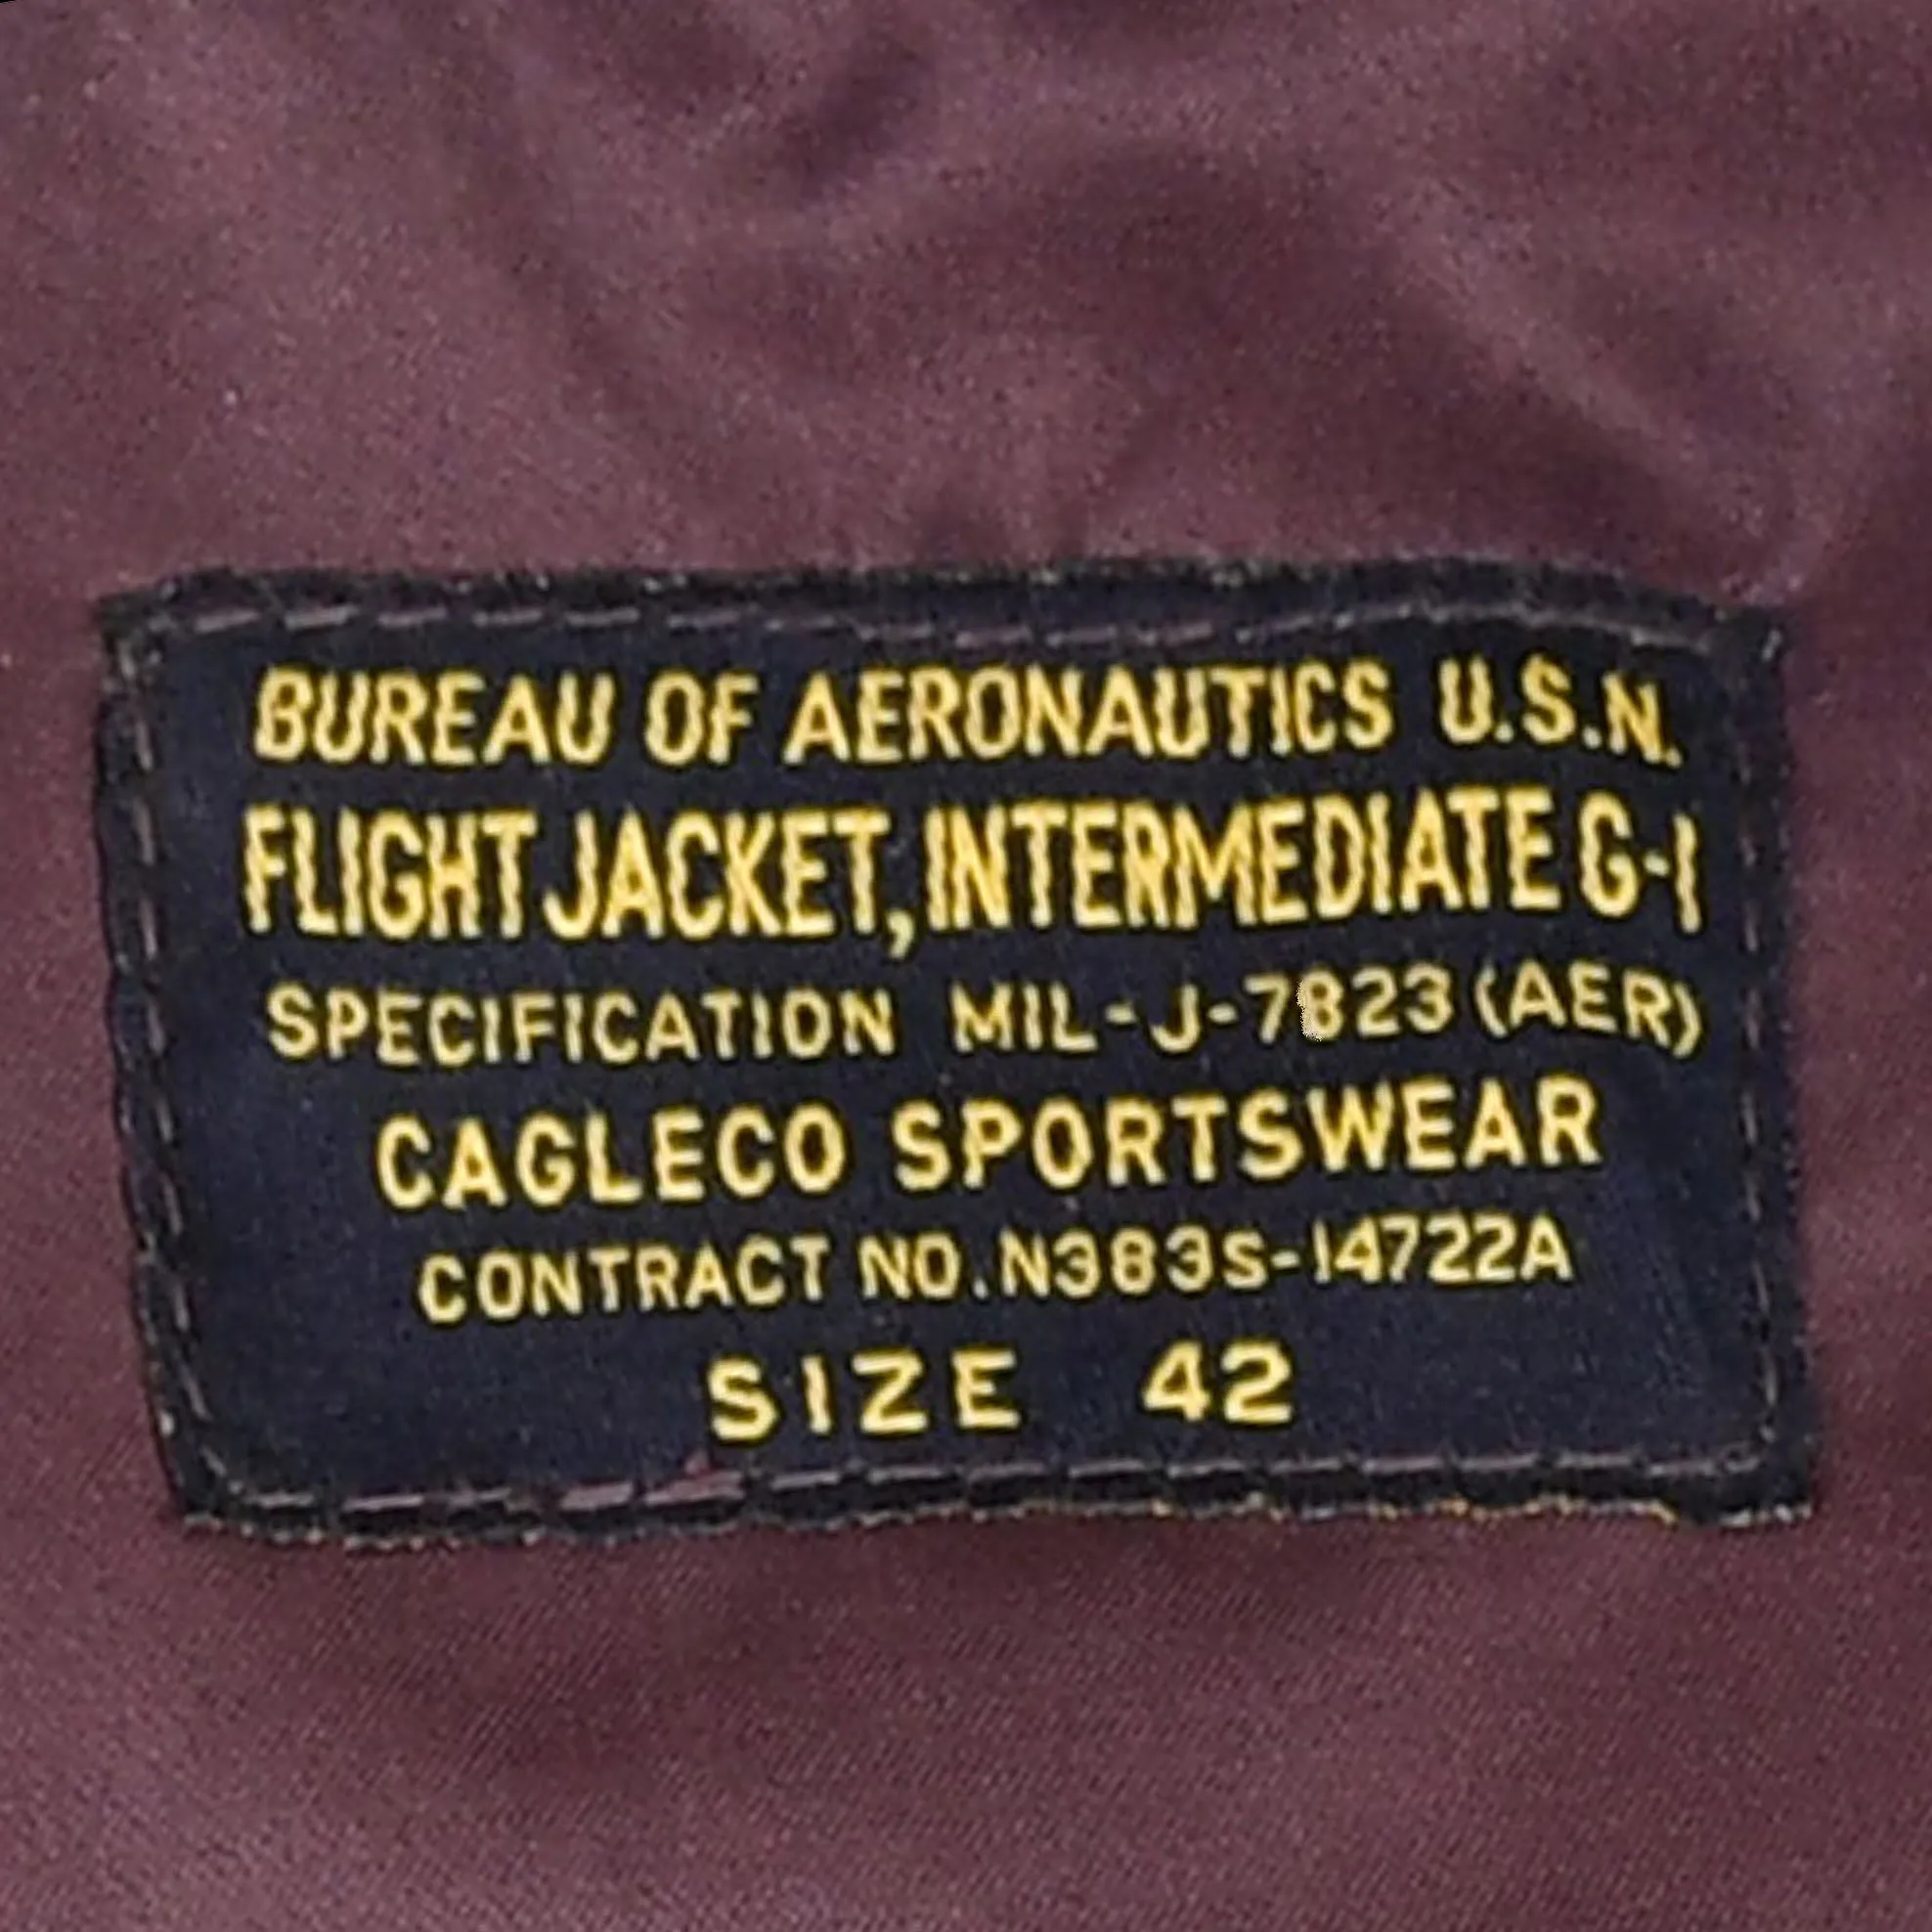 BUREAU OF AERONAUTICS U.S.N.
FLIGHT JACKET, INTERMEDIATE G-1
SPECIFICATION MIL-J-7823 (AER)
CAGLECO SPORTSWEAR
CONTRACT NO. N383S-14722A
SIZE 42